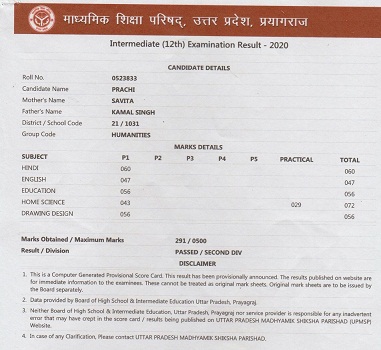 माध्यमिक शिक्षा परिषद्, उत्तर प्रदेश, प्रयागराज
Intermediate (12th) Examination Result - 2020
CANDIDATE DETAILS
Roll No. 0523833
Candidate Name PRACHI
Mother's Name SAVITA
Father's Name KAMAL SINGH
District / School Code 21 / 1031
Group Code HUMANITIES
MARKS DETAILS
SUBJECT P1 P2 P3 P4 P5 PRACTICAL TOTAL
HINDI 060 060
ENGLISH 047 047
EDUCATION 056 056
HOME SCIENCE 043 029 072
DRAWING DESIGN 056 056
Marks Obtained / Maximum Marks 291 / 0500
Result / Division PASSED / SECOND DIV
DISCLAIMER
1. This is a Computer Generated Provisional Score Card. This result has been provisionally announced. The results published on website are
for immediate information to the examinees. These cannot be treated as original mark sheets. Original mark sheets are to be issued by
the Board separately.
2. Data provided by Board of High School & Intermediate Education Uttar Pradesh, Prayagraj.
3. Neither Board of High School & Intermediate Education, Uttar Pradesh, Prayagraj nor service provider is responsible for any inadvertent
error that may have crept in the score card / results being published on UTTAR PRADESH MADHYAMIK SHIKSHA PARISHAD (UPMSP)
Website.
4. In case of any Clarification, Please contact UTTAR PRADESH MADHYAMIK SHIKSHA PARISHAD.